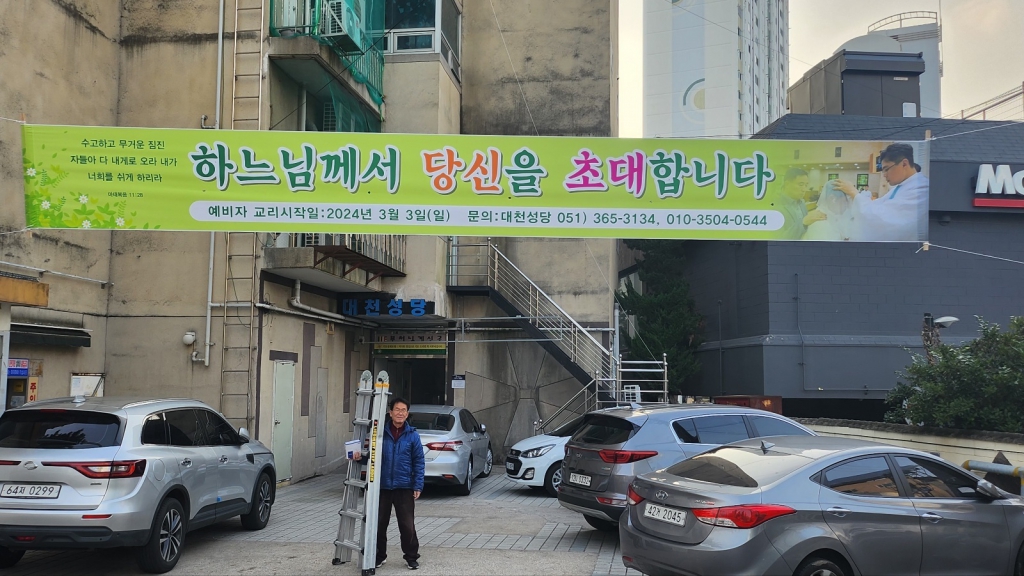 수고하고 무거운 짐진
자들아 다 내게로 오라 내가
너희를 쉬게 하리라
마태복음 11:28
하느님께서 당신을 초대합니다
예비자 교리시작일:2024년 3월 3일(일) 문의:대천성당 051) 365-3134, 010-3504-0544
대천성당
64저 0299
42 2045